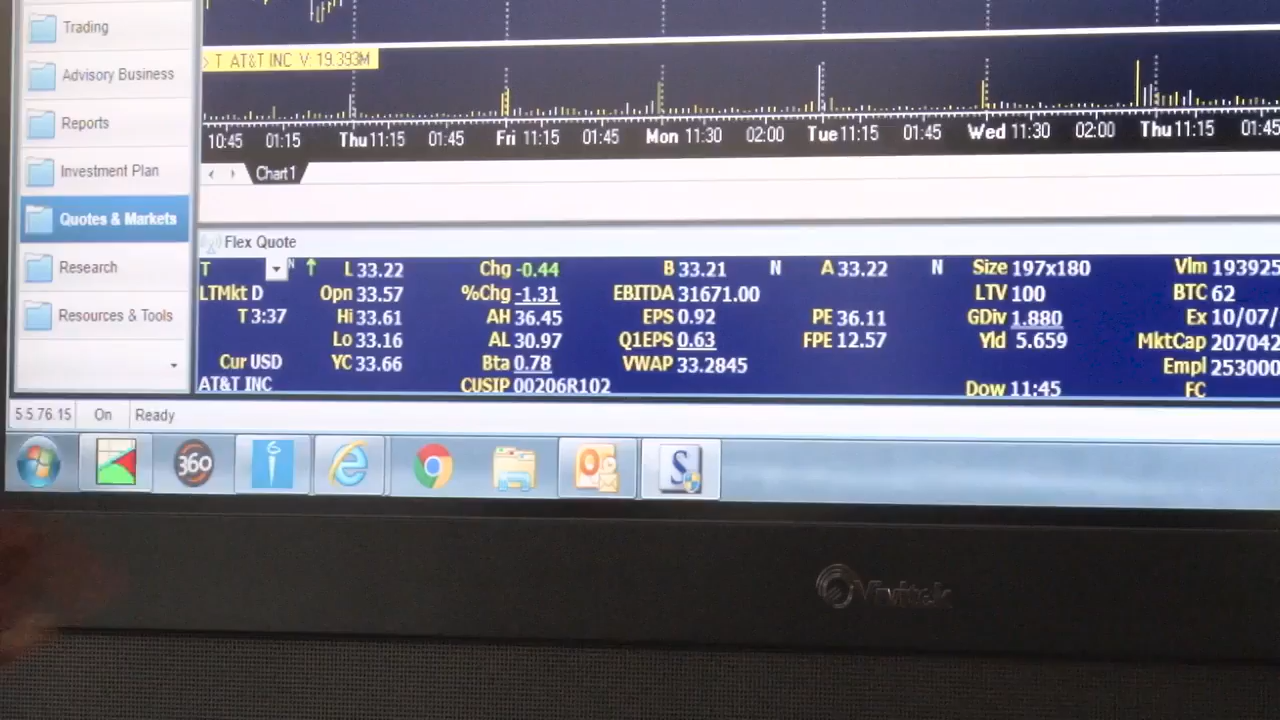 Trading
Advisory Business
Reports
Investment Plan
Quotes & Markets
Research
Resources & Tools
T AT&T INC V: 19.393M
10:45 01:15 Thu 11:15 01:45 Fri 11:15 01:45 Mon 11:30 02:00 Tue 11:15 01:45 Wed 11:30 02:00 Thu 11:15 01:45
Chart1
Flex Quote
T N L 33.22 Chg -0.44 B 33.21 N A 33.22 N Size 197x180 Vlm 193925
LTMkt D Opn 33.57 %Chg -1.31 EBITDA 31671.00 LTV 100 BTC 62
T 3:37 Hi 33.61 AH 36.45 EPS 0.92 PE 36.11 GDiv 1.880 Ex 10/07/
Lo 33.16 AL 30.97 Q1EPS 0.63 FPE 12.57 Yld 5.659 MktCap 207042
Cur USD YC 33.66 Bta 0.78 VWAP 33.2845 Empl 253000
AT&T INC CUSIP 00206R102 Dow 11:45 FC
5.5.76.15 On Ready
360
Vivitek